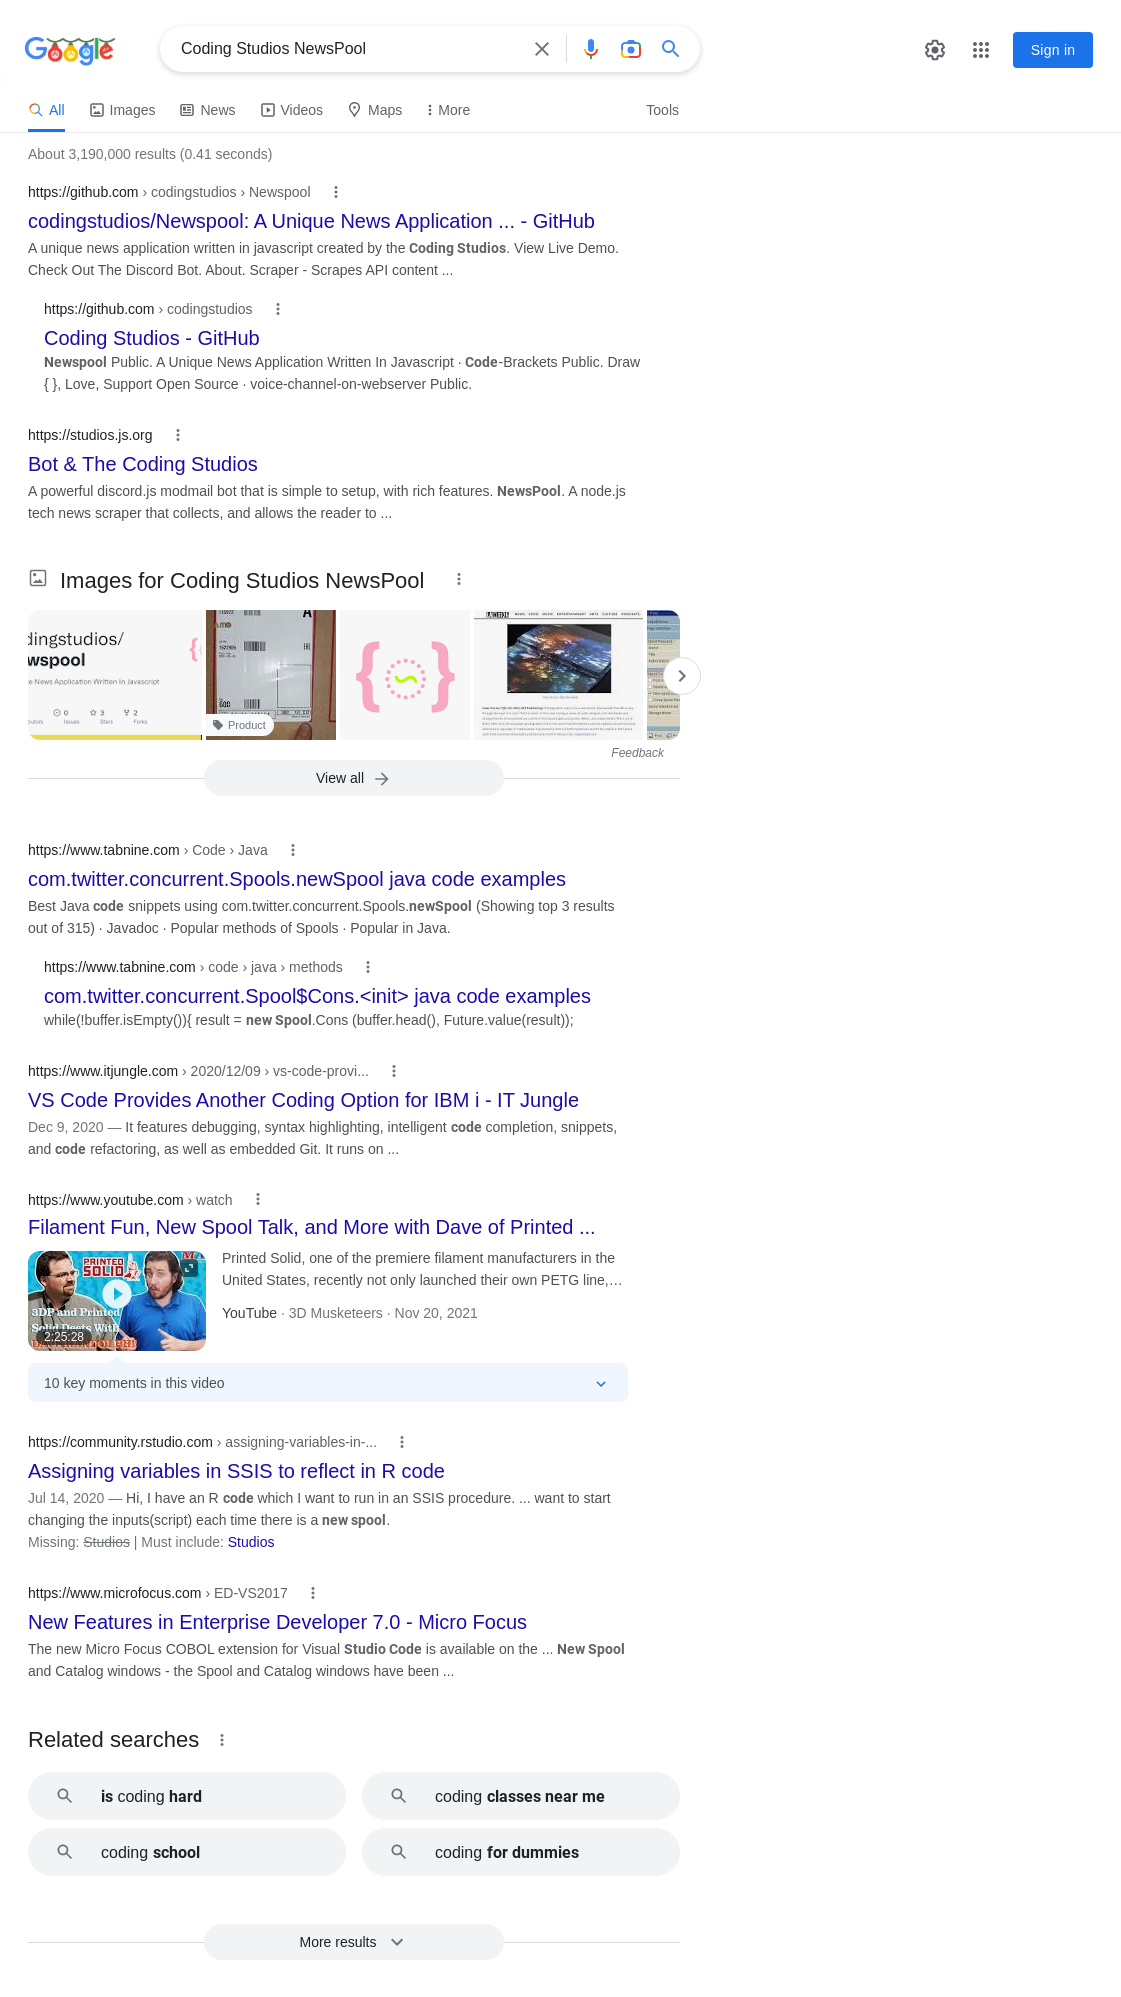 Google
Coding Studios NewsPool
Sign in
All Images News Videos Maps More Tools
About 3,190,000 results (0.41 seconds)
https://github.com › codingstudios › Newspool
codingstudios/Newspool: A Unique News Application ... - GitHub
A unique news application written in javascript created by the Coding Studios. View Live Demo.
Check Out The Discord Bot. About. Scraper - Scrapes API content ...
https://github.com › codingstudios
Coding Studios - GitHub
Newspool Public. A Unique News Application Written In Javascript · Code-Brackets Public. Draw
{ }, Love, Support Open Source · voice-channel-on-webserver Public.
https://studios.js.org
Bot & The Coding Studios
A powerful discord.js modmail bot that is simple to setup, with rich features. NewsPool. A node.js
tech news scraper that collects, and allows the reader to ...
Images for Coding Studios NewsPool
dingstudios/
wspool
e News Application Written In Javascript
0 3 2
utors Issues Stars Forks
Product
WEEKLY
Feedback
View all
https://www.tabnine.com › Code › Java
com.twitter.concurrent.Spools.newSpool java code examples
Best Java code snippets using com.twitter.concurrent.Spools.newSpool (Showing top 3 results
out of 315) · Javadoc · Popular methods of Spools · Popular in Java.
https://www.tabnine.com › code › java › methods
com.twitter.concurrent.Spool$Cons.<init> java code examples
while(!buffer.isEmpty()){ result = new Spool.Cons (buffer.head(), Future.value(result));
https://www.itjungle.com › 2020/12/09 › vs-code-provi...
VS Code Provides Another Coding Option for IBM i - IT Jungle
Dec 9, 2020 — It features debugging, syntax highlighting, intelligent code completion, snippets,
and code refactoring, as well as embedded Git. It runs on ...
https://www.youtube.com › watch
Filament Fun, New Spool Talk, and More with Dave of Printed ...
PRINTED
SOLID
3DP and Printed
Solid Deets With
2:25:28
Printed Solid, one of the premiere filament manufacturers in the
United States, recently not only launched their own PETG line,...
YouTube · 3D Musketeers · Nov 20, 2021
10 key moments in this video
https://community.rstudio.com › assigning-variables-in-...
Assigning variables in SSIS to reflect in R code
Jul 14, 2020 — Hi, I have an R code which I want to run in an SSIS procedure. ... want to start
changing the inputs(script) each time there is a new spool.
Missing: Studios | Must include: Studios
https://www.microfocus.com › ED-VS2017
New Features in Enterprise Developer 7.0 - Micro Focus
The new Micro Focus COBOL extension for Visual Studio Code is available on the ... New Spool
and Catalog windows - the Spool and Catalog windows have been ...
Related searches
is coding hard
coding classes near me
coding school
coding for dummies
More results